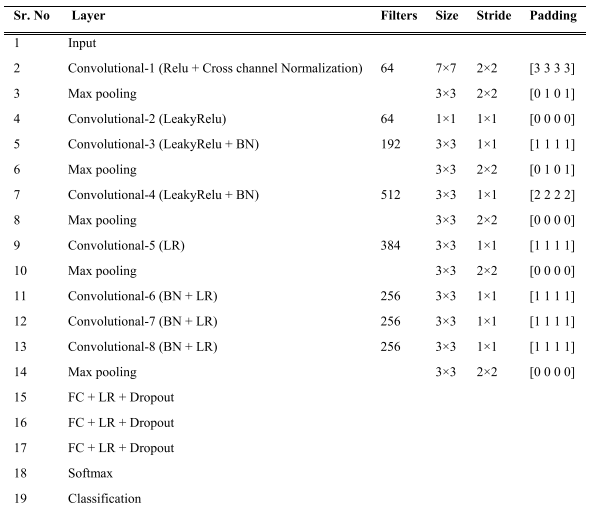 Sr. No Layer Filters Size Stride Padding
1 Input
2 Convolutional-1 (Relu + Cross channel Normalization) 64 7×7 2×2 [3 3 3 3]
3 Max pooling 3×3 2×2 [0 1 0 1]
4 Convolutional-2 (LeakyRelu) 64 1×1 1×1 [0 0 0 0]
5 Convolutional-3 (LeakyRelu + BN) 192 3×3 1×1 [1 1 1 1]
6 Max pooling 3×3 2×2 [0 1 0 1]
7 Convolutional-4 (LeakyRelu + BN) 512 3×3 1×1 [2 2 2 2]
8 Max pooling 3×3 2×2 [0 0 0 0]
9 Convolutional-5 (LR) 384 3×3 1×1 [1 1 1 1]
10 Max pooling 3×3 2×2 [0 0 0 0]
11 Convolutional-6 (BN + LR) 256 3×3 1×1 [1 1 1 1]
12 Convolutional-7 (BN + LR) 256 3×3 1×1 [1 1 1 1]
13 Convolutional-8 (BN + LR) 256 3×3 1×1 [1 1 1 1]
14 Max pooling 3×3 2×2 [0 0 0 0]
15 FC + LR + Dropout
16 FC + LR + Dropout
17 FC + LR + Dropout
18 Softmax
19 Classification